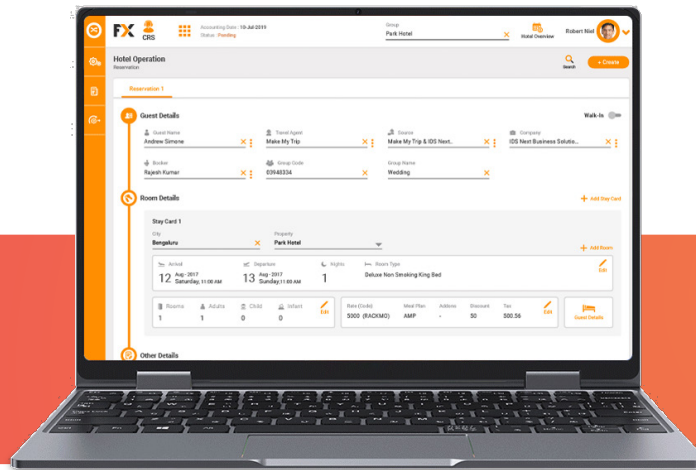 FX
CRS
Accounting Date : 10-Jul-2019
Status : Pending
Group
Park Hotel
Hotel Overview
Robert Niel
Hotel Operation
Reservation
Search
+ Create
Reservation 1
Guest Details
Walk-In
Guest Name
Travel Agent
Source
Company
Andrew Simons
Make My Trip
Make My Trip & IDS Next..
IDS Next Business Solutio...
Booker
Group Code
Group Name
Rajesh Kumar
03948334
Wedding
Room Details
+ Add Stay Card
Stay Card 1
City
Property
Bengaluru
Park Hotel
+ Add Room
Arrival
Departure
Nights
Room Type
12 Aug - 2017 Saturday, 11:00 AM
13 Aug - 2017 Sunday, 11:00 AM
1
Deluxe Non Smoking King Bed
Edit
Rooms
Adults
Child
Infant
1
1
0
0
Edit
Rate (Code)
Meal Plan
Addons
Discount
Tax
5000 (RACKMO)
AMP
-
50
500.56
Edit
Guest Details
Other Details